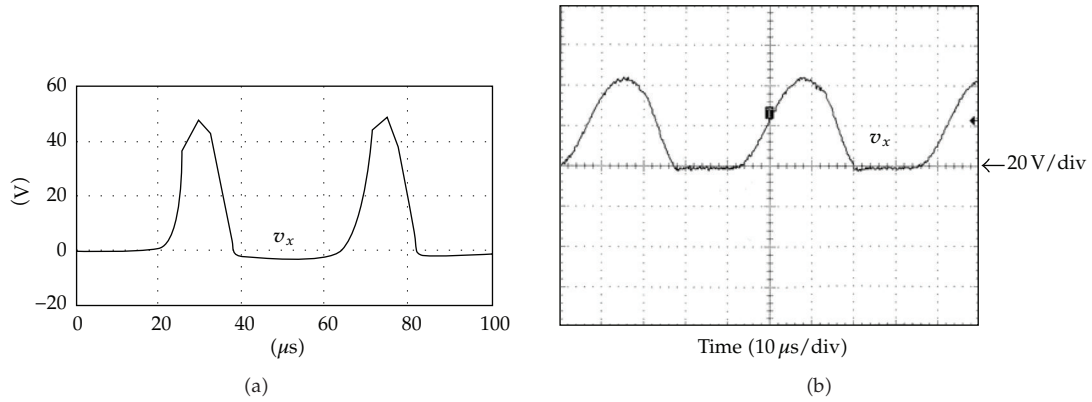 60
40
20
0
−20
(V)
v_x
0 20 40 60 80 100
(μs)
(a)
v_x
20 V/div
Time (10 μs/div)
(b)